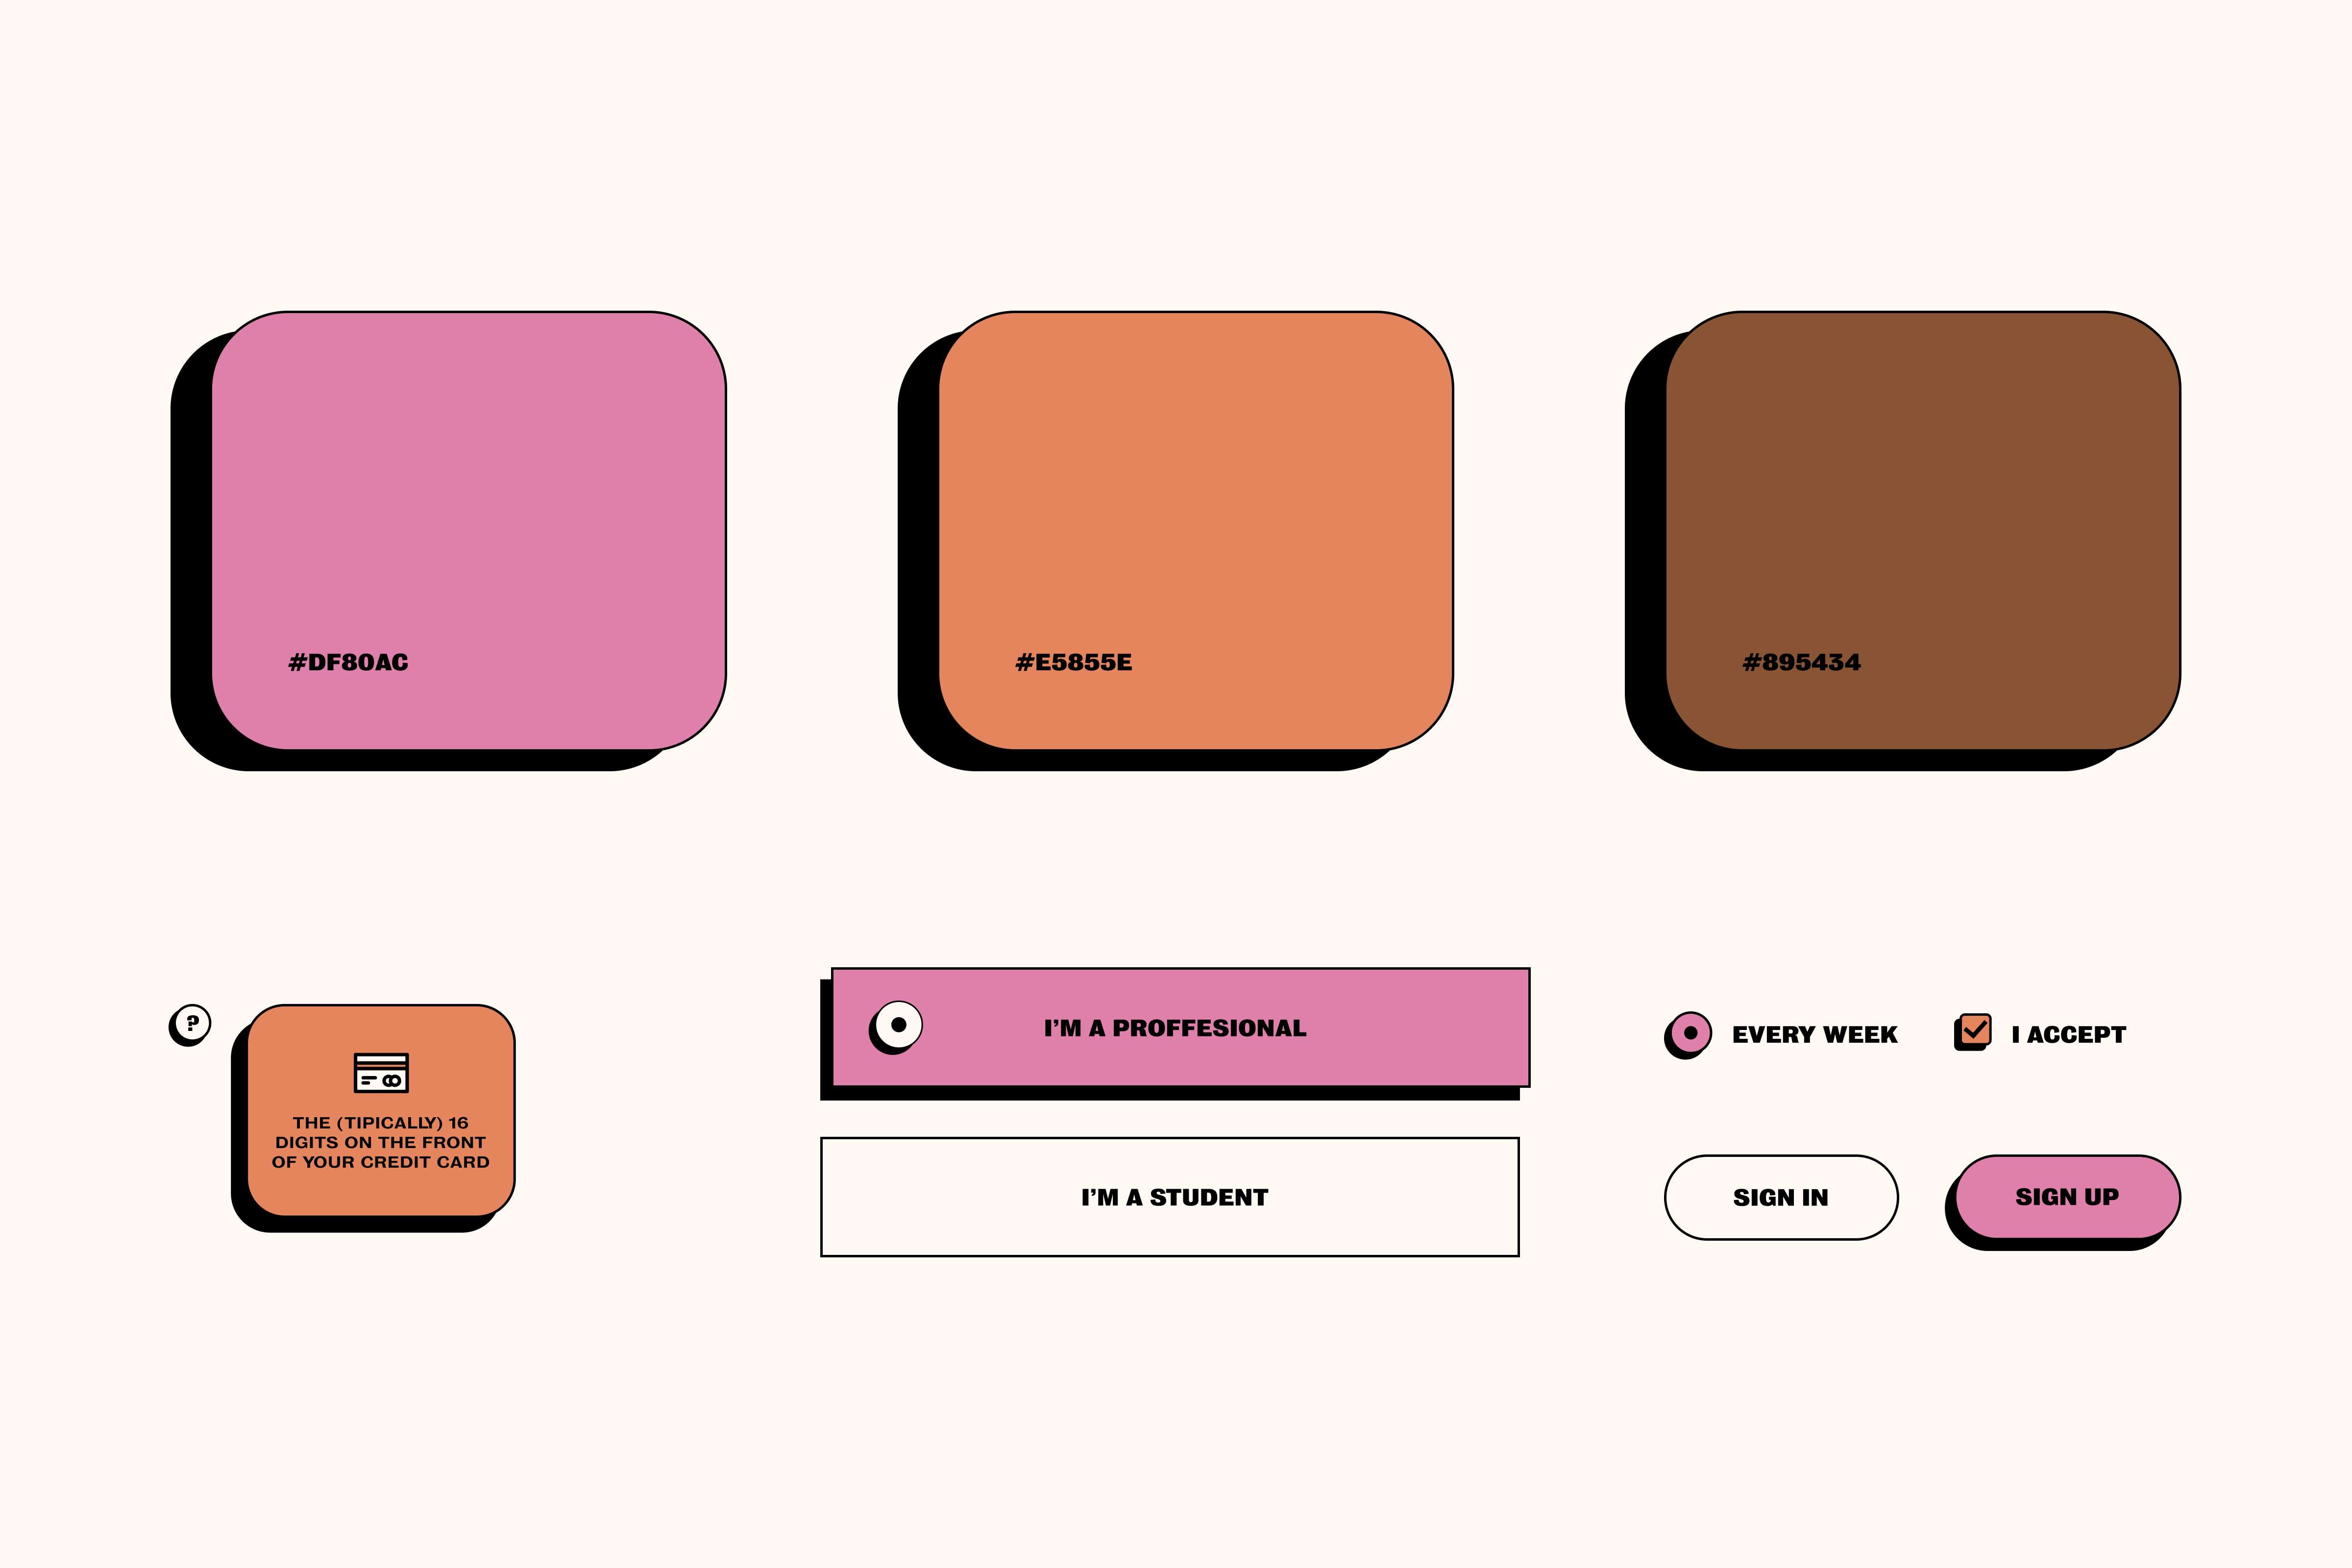 #DF80AC
#E5855E
#895434
?
THE (TIPICALLY) 16
DIGITS ON THE FRONT
OF YOUR CREDIT CARD
I’M A PROFFESIONAL
I’M A STUDENT
EVERY WEEK
I ACCEPT
SIGN IN
SIGN UP